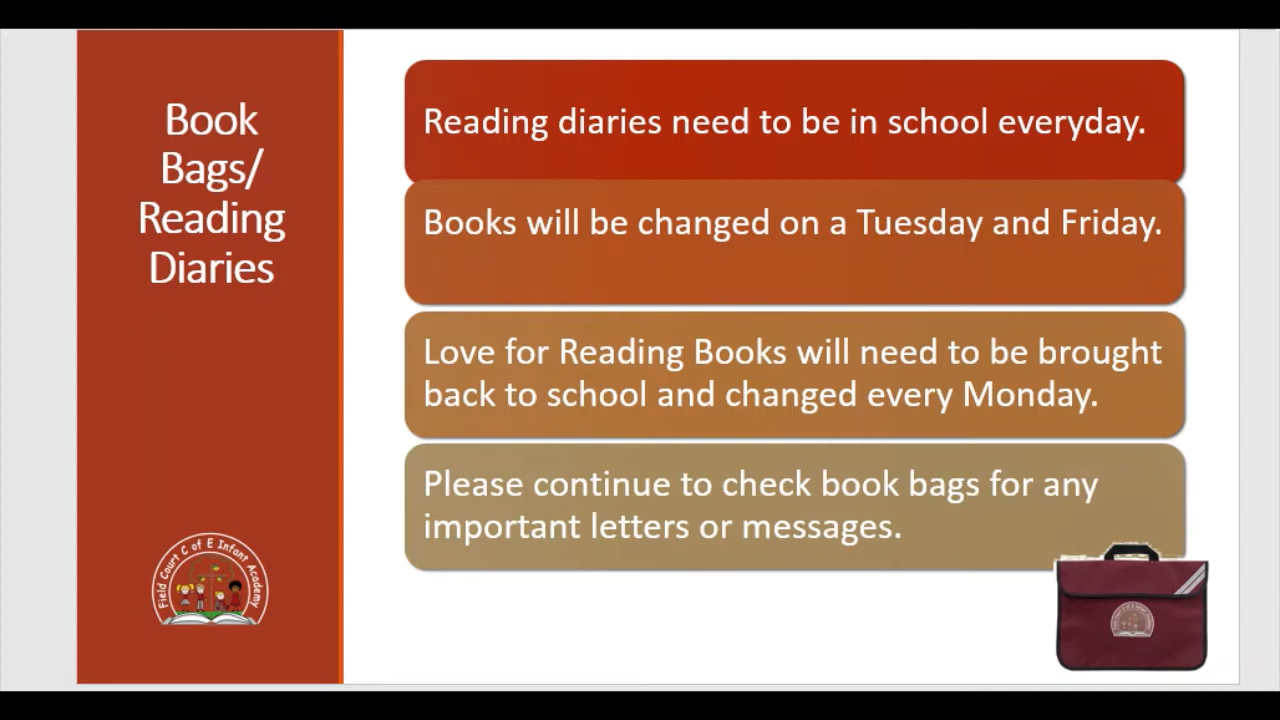 Book
Bags/
Reading
Diaries
Reading diaries need to be in school everyday.
Books will be changed on a Tuesday and Friday.
Love for Reading Books will need to be brought
back to school and changed every Monday.
Please continue to check book bags for any
important letters or messages.
Field Court C of E Infant Academy